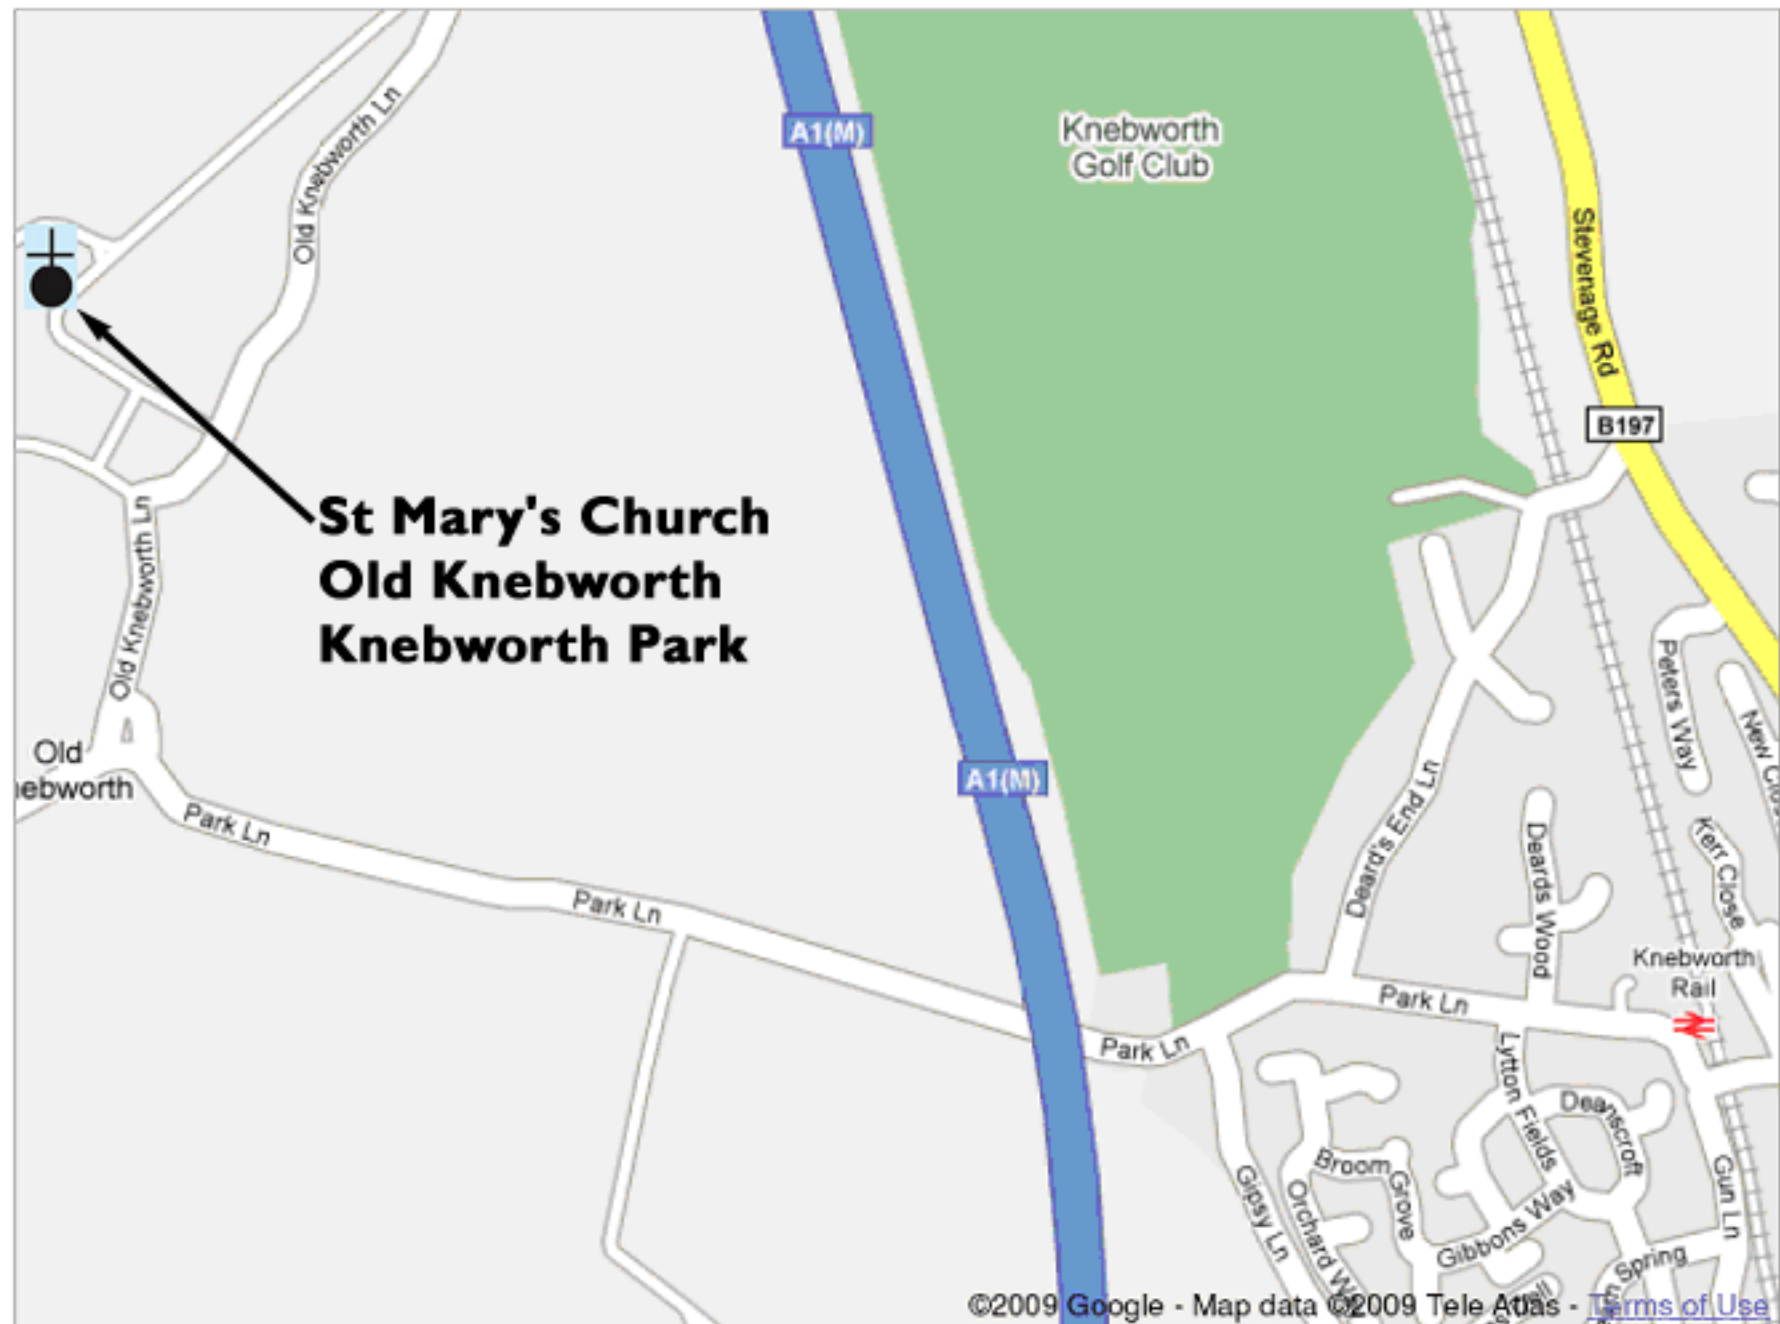 Old Knebworth Ln
A1(M)
Knebworth
Golf Club
Stevenage Rd
B197
St Mary's Church
Old Knebworth
Knebworth Park
Old Knebworth Ln
Peters Way
New Clos
Old
nebworth
A1(M)
Park Ln
Deard's End Ln
Deards Wood
Kerr Close
Park Ln
Knebworth
Rail
Park Ln
Park Ln
Lytton Fields
Deanscroft
Broom Grove
Gipsy Ln
Orchard W
Gibbons Way
Gun Ln
Spring
©2009 Google - Map data ©2009 Tele Atlas - Terms of Use